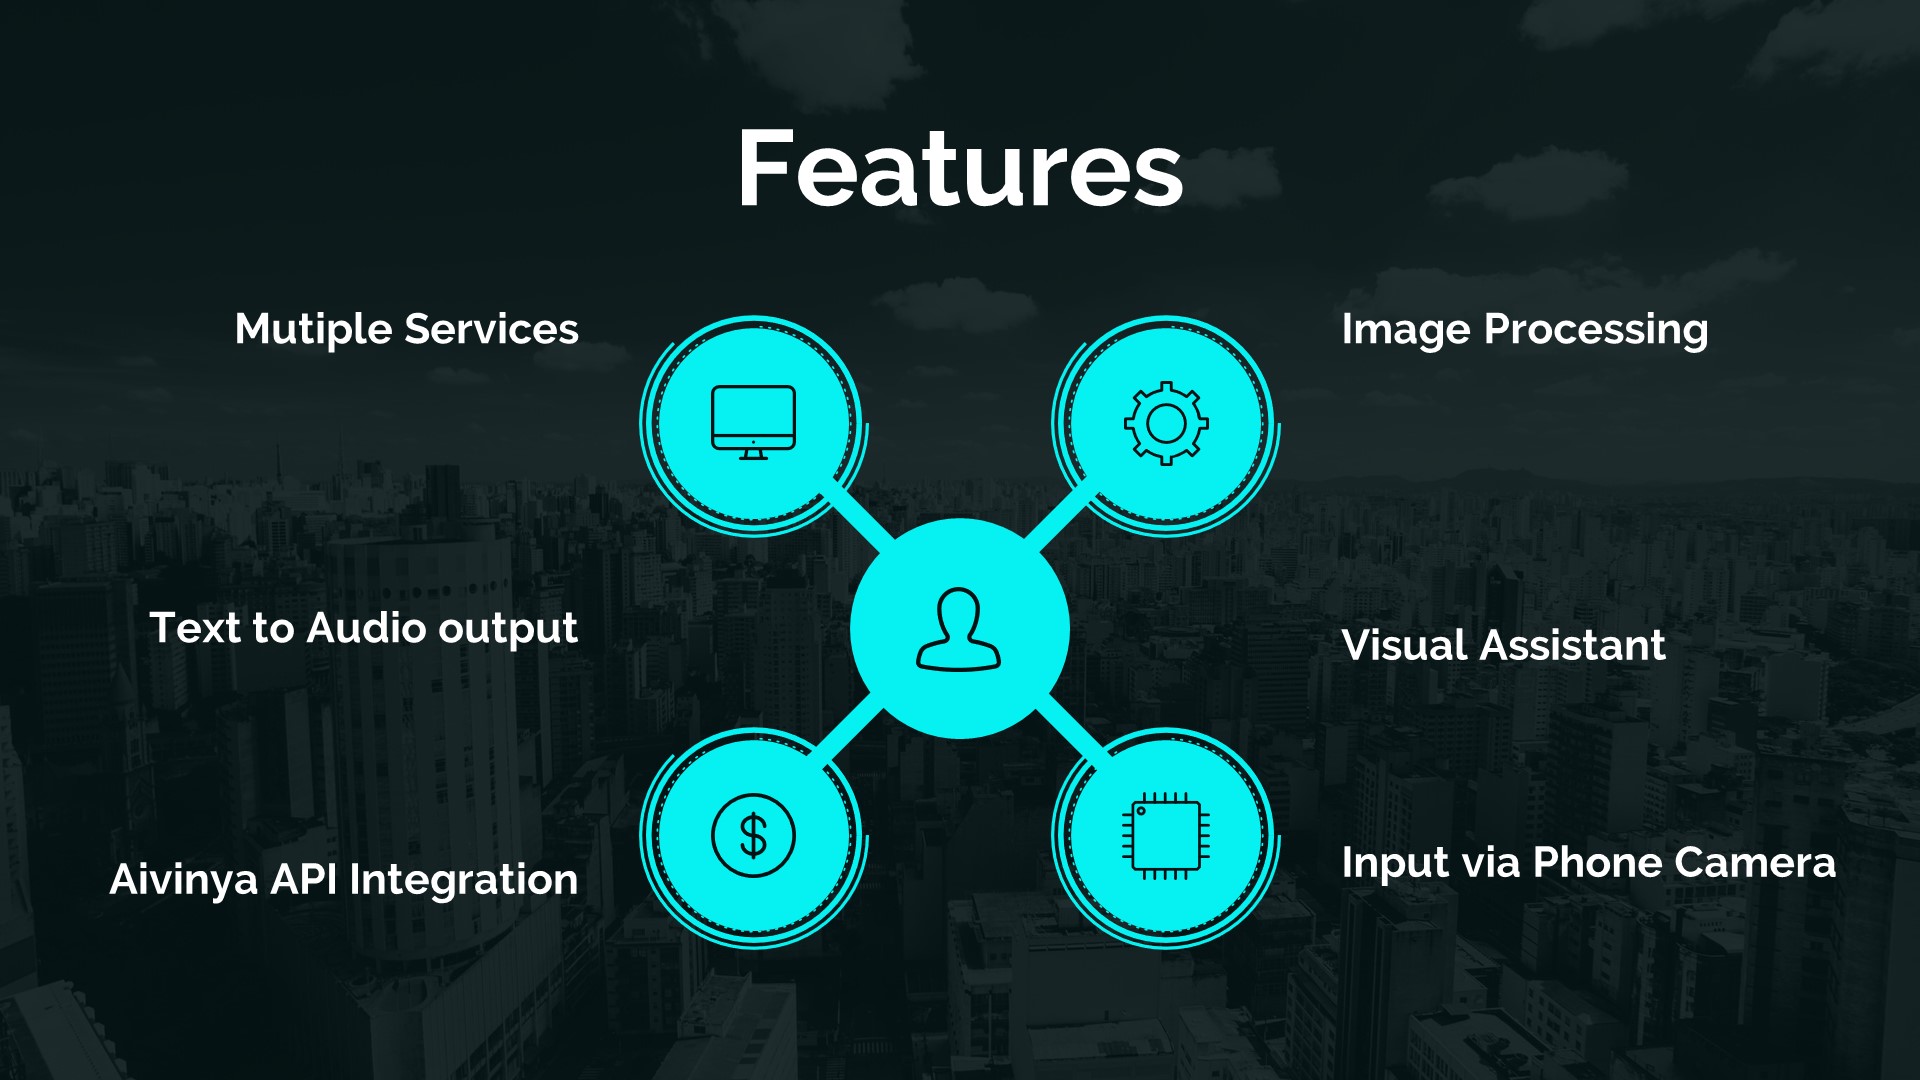 Features
Mutiple Services
Image Processing
Text to Audio output
Visual Assistant
Aivinya API Integration
Input via Phone Camera